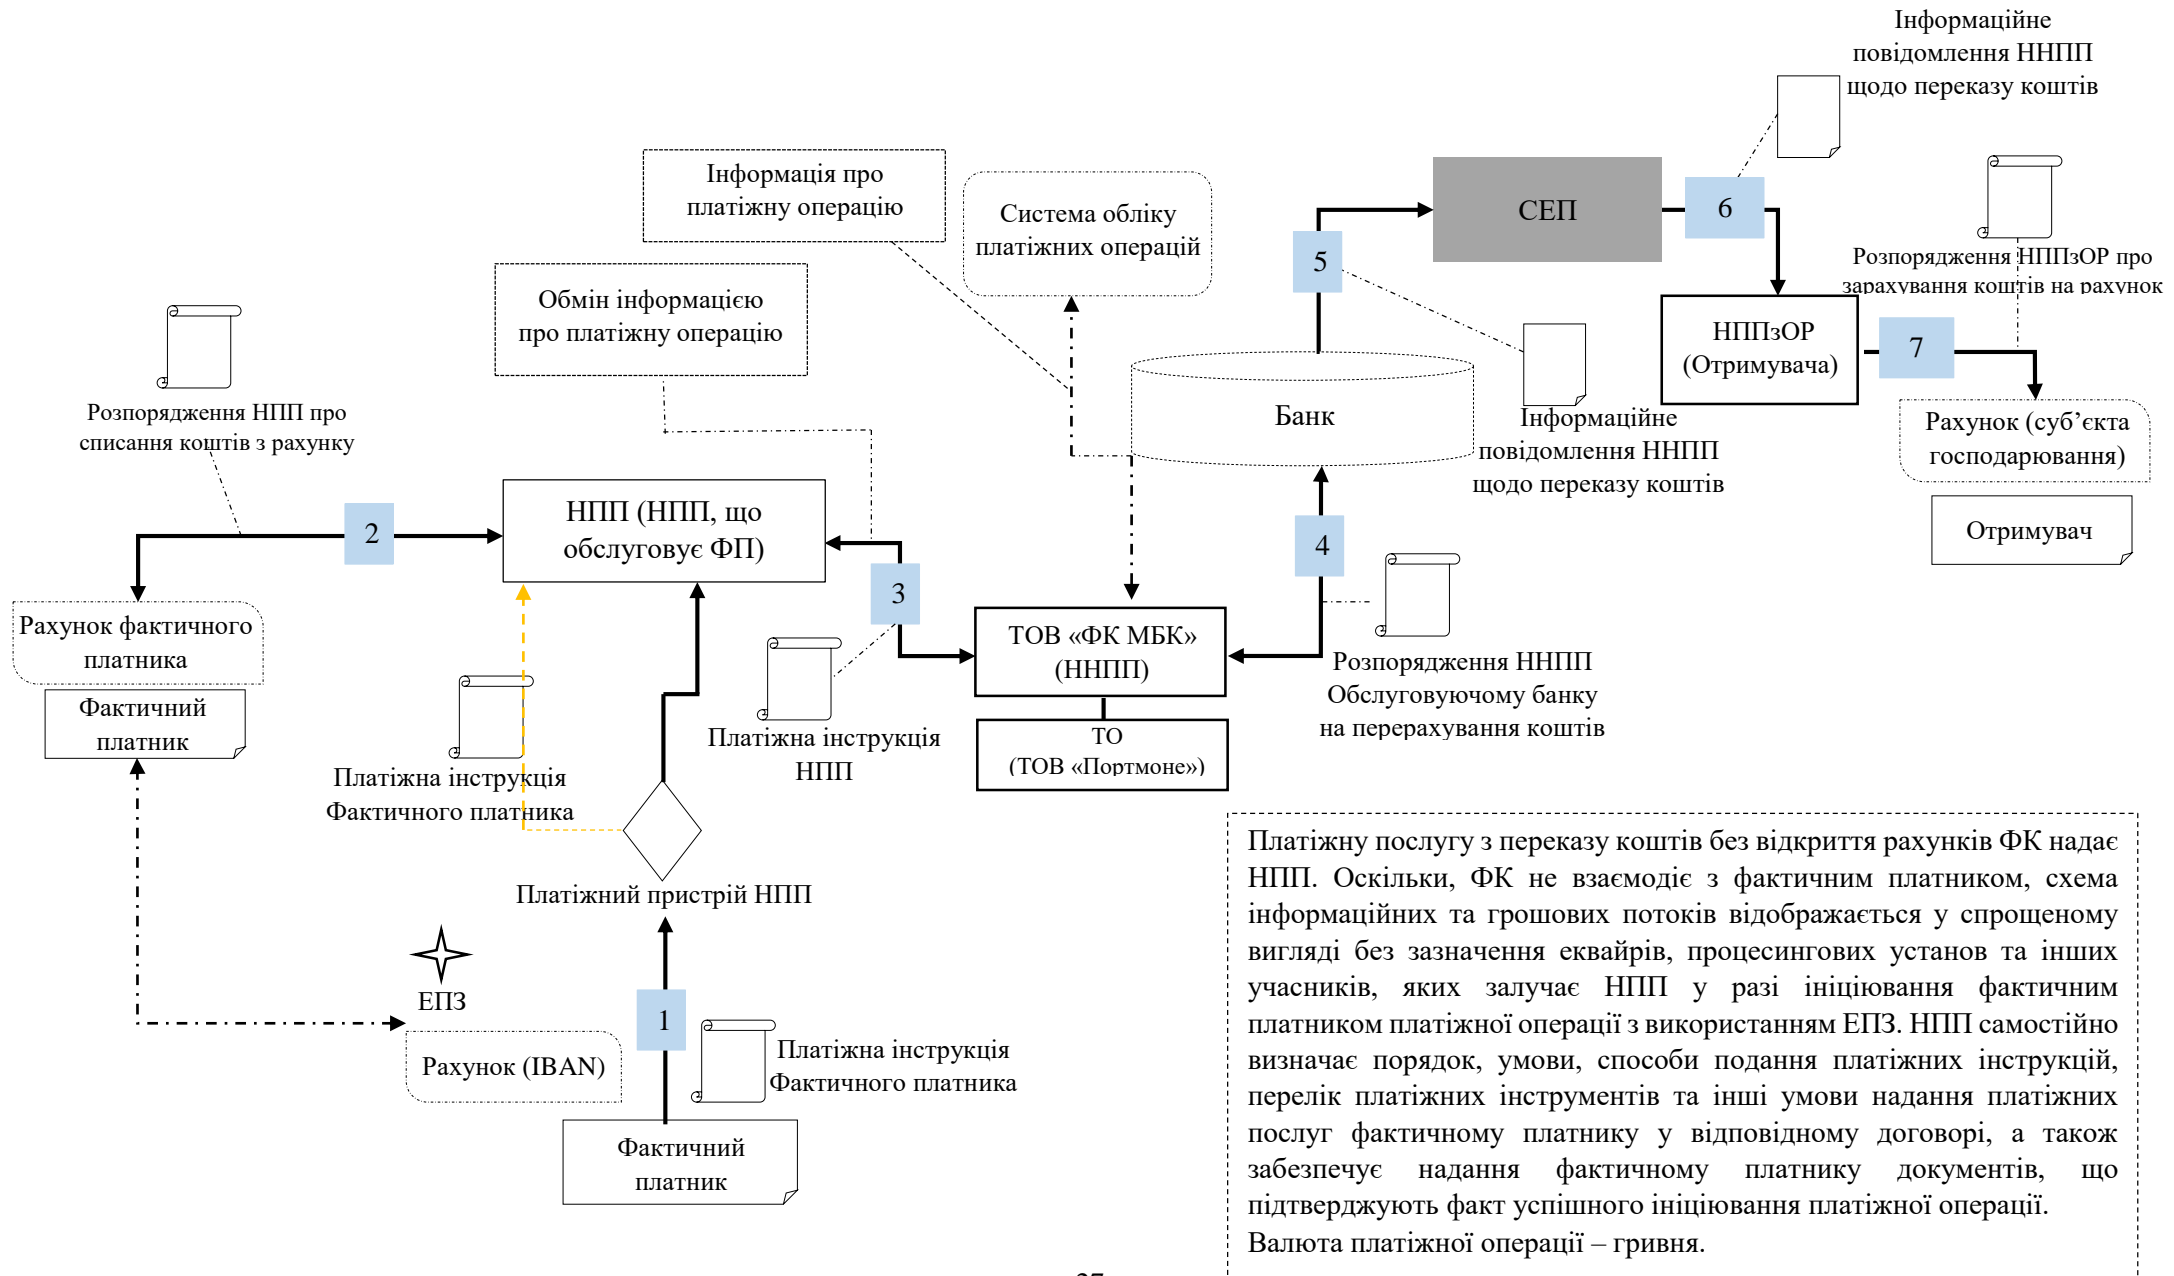 Інформаційне
повідомлення ННПП
щодо переказу коштів
Інформація про
платіжну операцію
Система обліку
платіжних операцій
СЕП
6
5
Розпорядження НППзОР про
зарахування коштів на рахунок
Обмін інформацією
про платіжну операцію
НППзОР
(Отримувача)
7
Розпорядження НПП про
списання коштів з рахунку
Банк
Інформаційне
повідомлення ННПП
щодо переказу коштів
Рахунок (суб’єкта
господарювання)
Отримувач
2
НПП (НПП, що
обслуговує ФП)
3
4
Рахунок фактичного
платника
Фактичний
платник
ТОВ «ФК МБК»
(ННПП)
ТО
(ТОВ «Портмоне»)
Розпорядження ННПП
Обслуговуючому банку
на перерахування коштів
Платіжна інструкція
НПП
Платіжна інструкція
Фактичного платника
Платіжний пристрій НПП
ЕПЗ
Рахунок (IBAN)
1
Платіжна інструкція
Фактичного платника
Фактичний
платник
Платіжну послугу з переказу коштів без відкриття рахунків ФК надає
НПП. Оскільки, ФК не взаємодіє з фактичним платником, схема
інформаційних та грошових потоків відображається у спрощеному
вигляді без зазначення еквайрів, процесингових установ та інших
учасників, яких залучає НПП у разі ініціювання фактичним
платником платіжної операції з використанням ЕПЗ. НПП самостійно
визначає порядок, умови, способи подання платіжних інструкцій,
перелік платіжних інструментів та інші умови надання платіжних
послуг фактичному платнику у відповідному договорі, а також
забезпечує надання фактичному платнику документів, що
підтверджують факт успішного ініціювання платіжної операції.
Валюта платіжної операції – гривня.